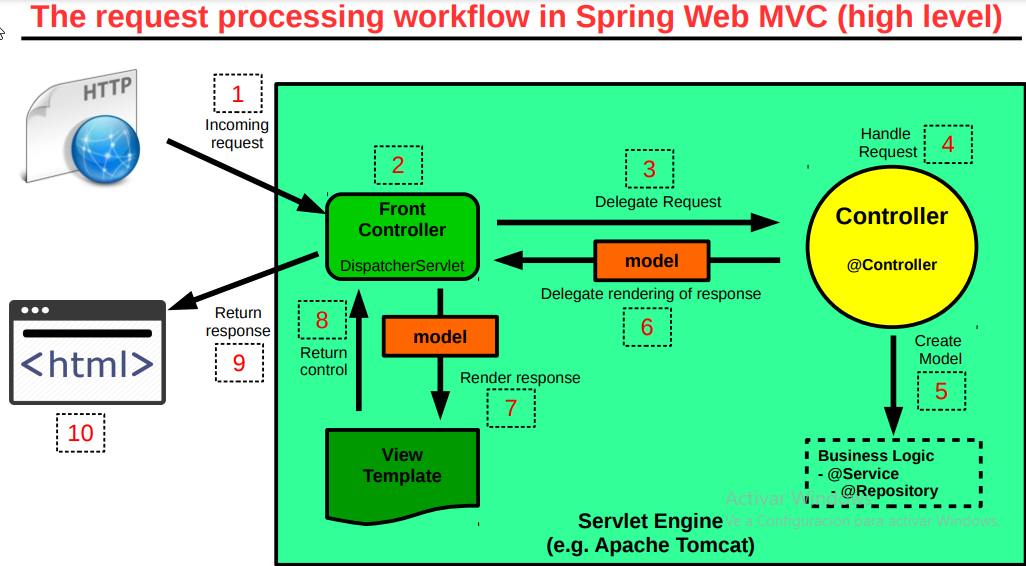 The request processing workflow in Spring Web MVC (high level)
HTTP
1
Incoming
request
2
Front
Controller
DispatcherServlet
3
Delegate Request
Handle
Request
4
Controller
@Controller
model
Delegate rendering of response
6
Return
response
9
8
Return
control
model
Render response
7
Create
Model
5
<html>
10
View
Template
Business Logic
- @Service
- @Repository
Servlet Engine
(e.g. Apache Tomcat)
Activar Windows
Ve a Configuración para activar Windows.